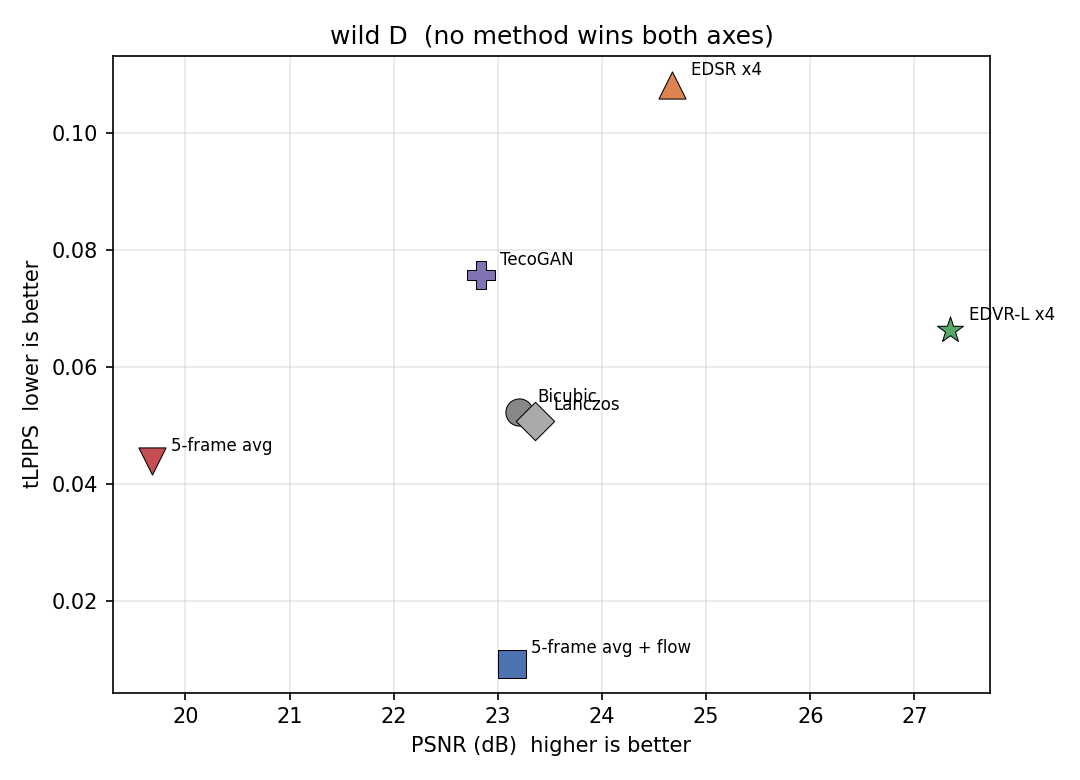 wild D  (no method wins both axes)
EDSR x4
TecoGAN
EDVR-L x4
Bicubic
Lanczos
5-frame avg
5-frame avg + flow
0.10
0.08
0.06
0.04
0.02
tLPIPS  lower is better
20 21 22 23 24 25 26 27
PSNR (dB)  higher is better